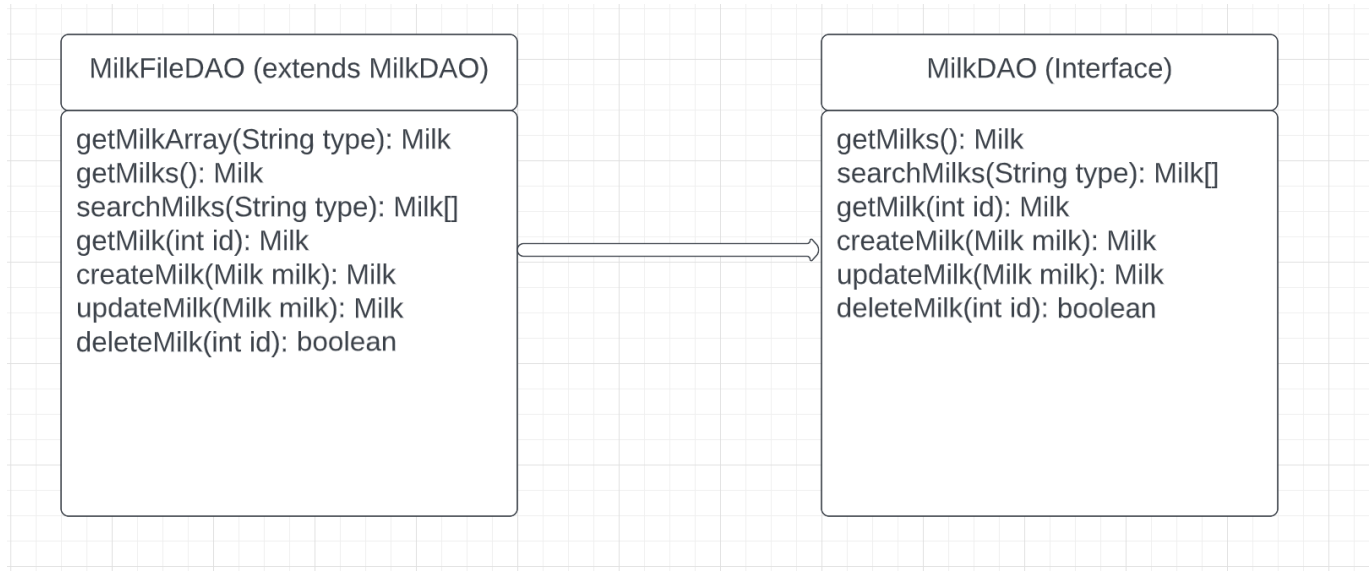 MilkFileDAO (extends MilkDAO)
getMilkArray(String type): Milk
getMilks(): Milk
searchMilks(String type): Milk[]
getMilk(int id): Milk
createMilk(Milk milk): Milk
updateMilk(Milk milk): Milk
deleteMilk(int id): boolean
MilkDAO (Interface)
getMilks(): Milk
searchMilks(String type): Milk[]
getMilk(int id): Milk
createMilk(Milk milk): Milk
updateMilk(Milk milk): Milk
deleteMilk(int id): boolean